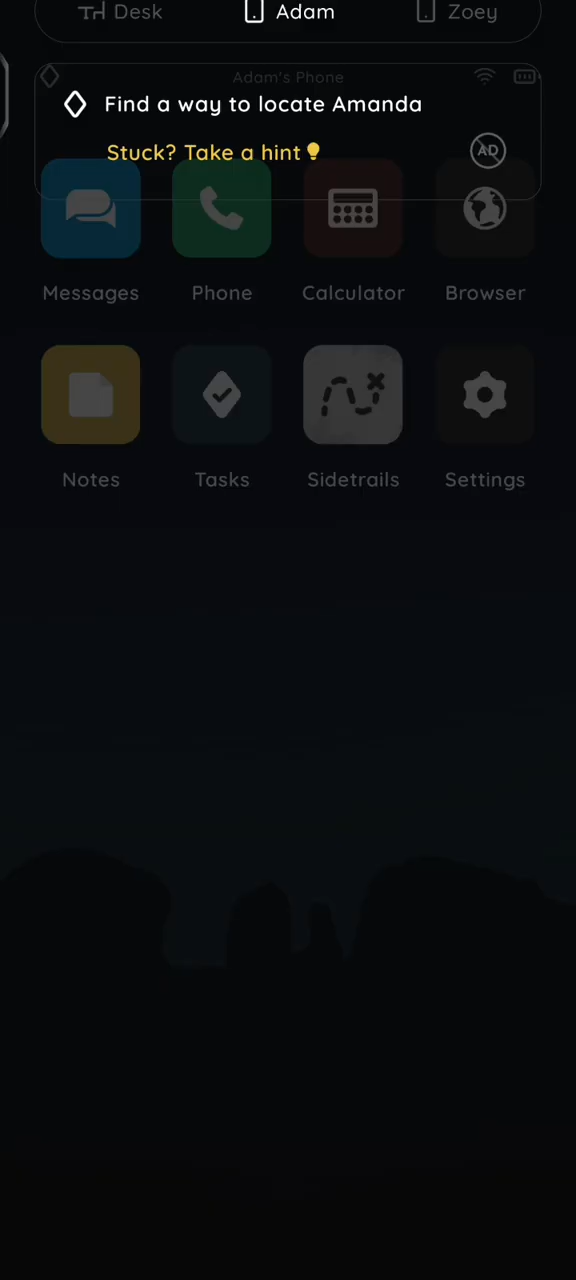 TH Desk Adam Zoey
Adam's Phone
Find a way to locate Amanda
Stuck? Take a hint
AD
Messages Phone Calculator Browser
Notes Tasks Sidetrails Settings